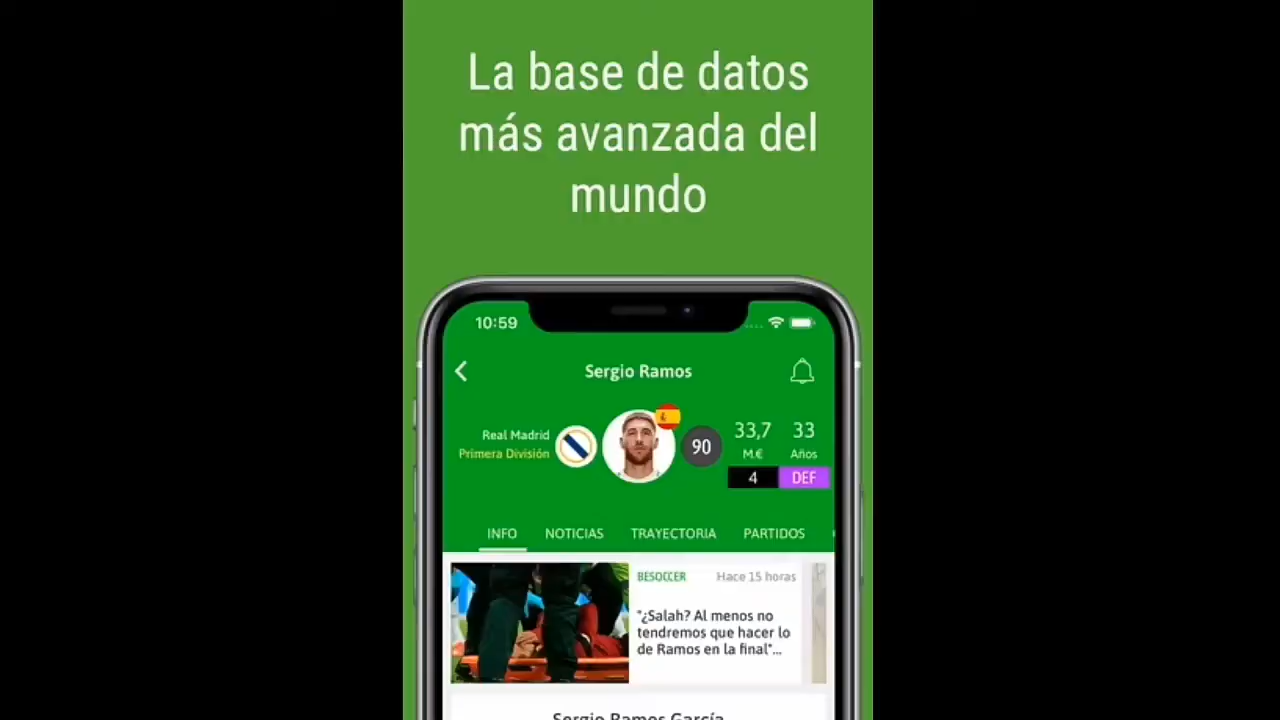 La base de datos
más avanzada del
mundo
10:59
Sergio Ramos
Real Madrid
Primera División
90
33,7
M.€
33
Años
4
DEF
INFO
NOTICIAS
TRAYECTORIA
PARTIDOS
BESOCCER
Hace 15 horas
"¿Salah? Al menos no
tendremos que hacer lo
de Ramos en la final"...
Sergio Ramos García